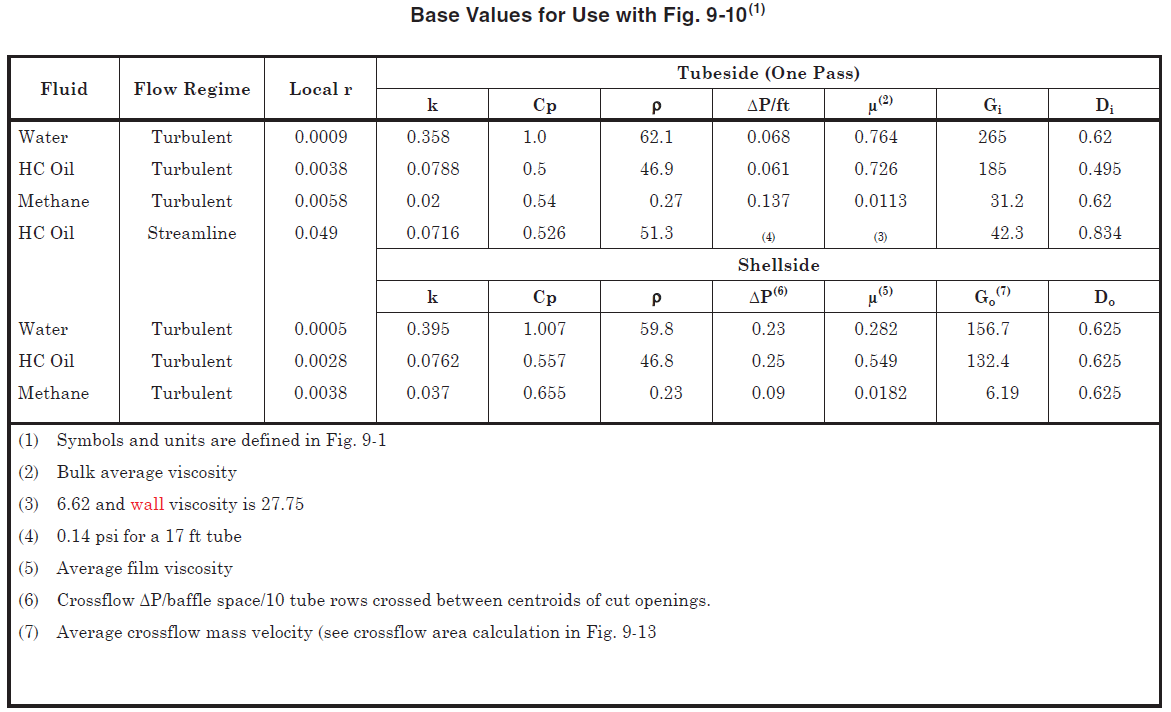 Base Values for Use with Fig. 9-10(1)
Fluid Flow Regime Local r Tubeside (One Pass)
k Cp ρ ΔP/ft μ(2) Gi Di
Water Turbulent 0.0009 0.358 1.0 62.1 0.068 0.764 265 0.62
HC Oil Turbulent 0.0038 0.0788 0.5 46.9 0.061 0.726 185 0.495
Methane Turbulent 0.0058 0.02 0.54 0.27 0.137 0.0113 31.2 0.62
HC Oil Streamline 0.049 0.0716 0.526 51.3 (4) (3) 42.3 0.834
Shellside
k Cp ρ ΔP(6) μ(5) Go(7) Do
Water Turbulent 0.0005 0.395 1.007 59.8 0.23 0.282 156.7 0.625
HC Oil Turbulent 0.0028 0.0762 0.557 46.8 0.25 0.549 132.4 0.625
Methane Turbulent 0.0038 0.037 0.655 0.23 0.09 0.0182 6.19 0.625
(1) Symbols and units are defined in Fig. 9-1
(2) Bulk average viscosity
(3) 6.62 and wall viscosity is 27.75
(4) 0.14 psi for a 17 ft tube
(5) Average film viscosity
(6) Crossflow ΔP/baffle space/10 tube rows crossed between centroids of cut openings.
(7) Average crossflow mass velocity (see crossflow area calculation in Fig. 9-13